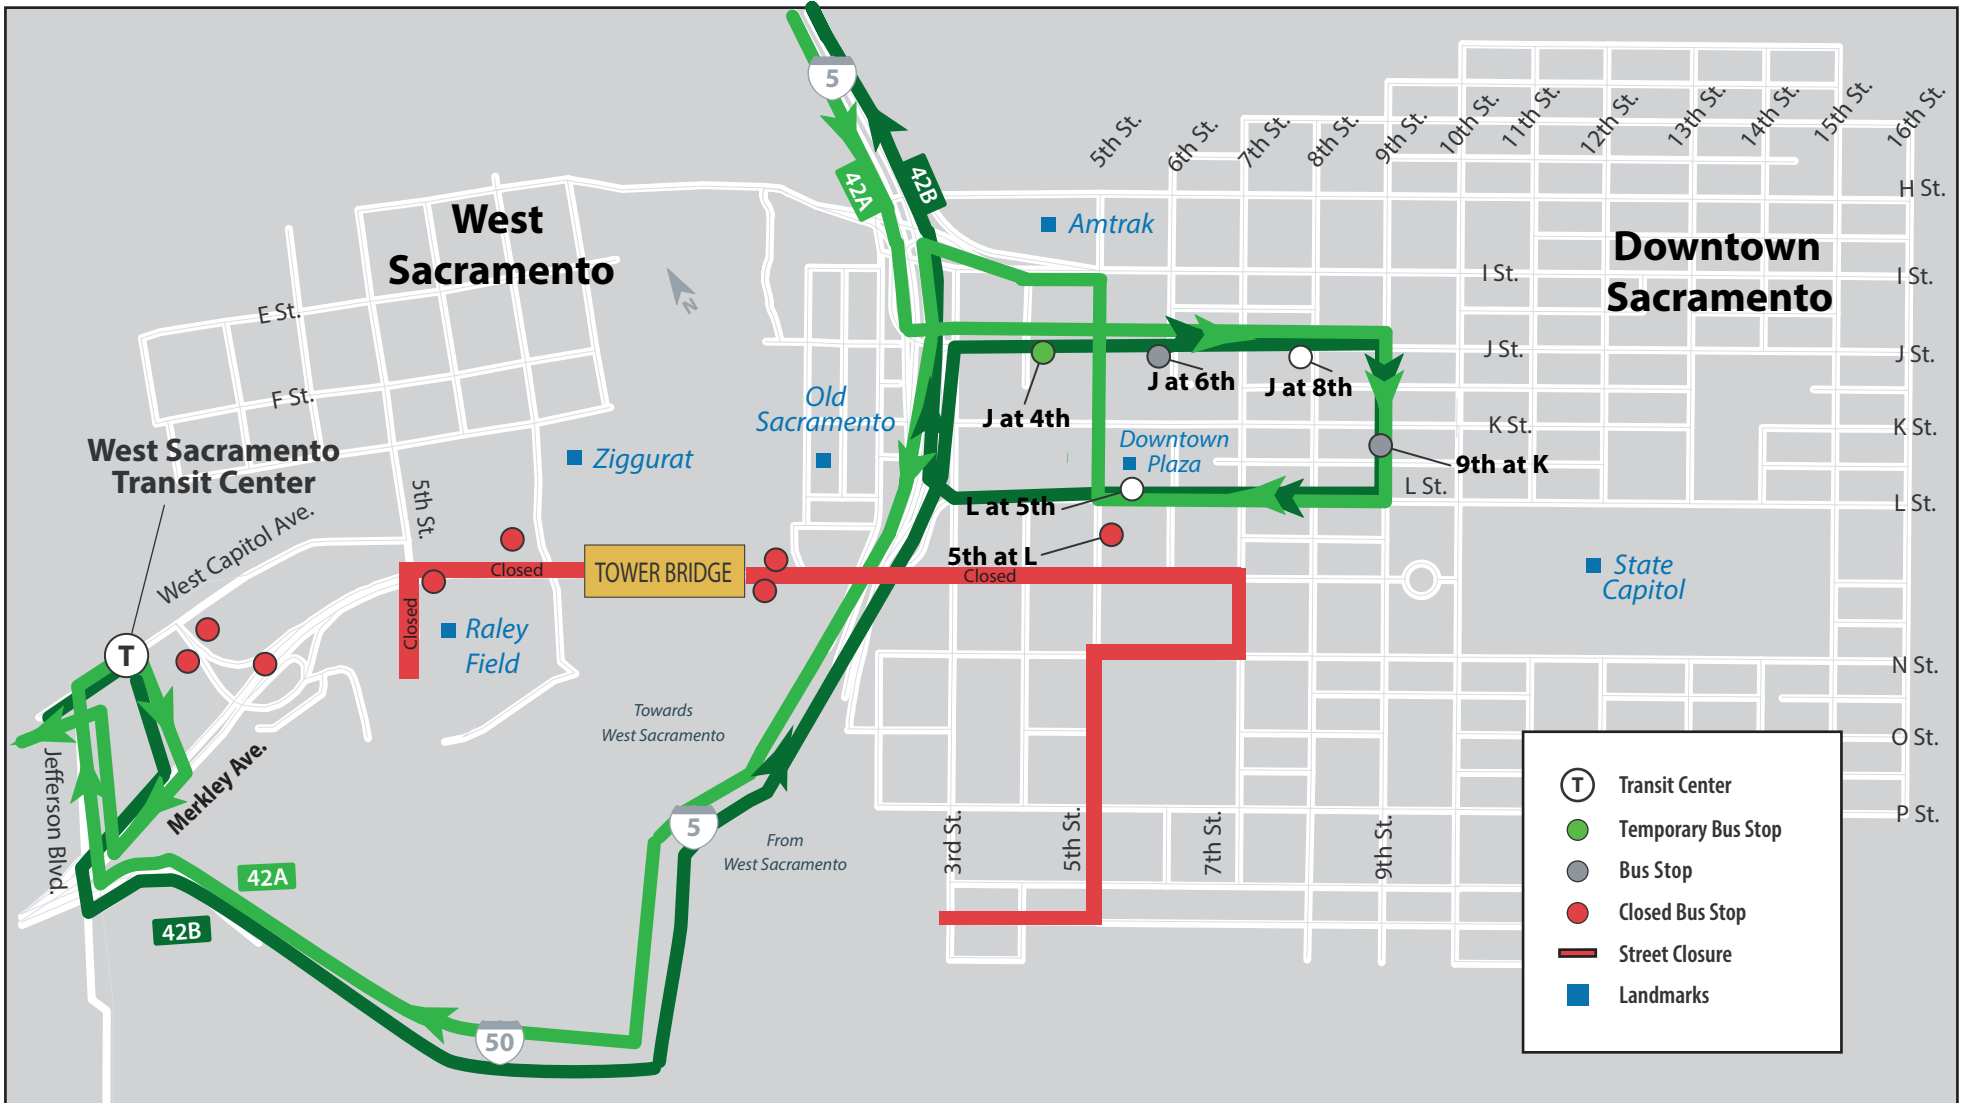 5
42A
42B
West
Sacramento
Amtrak
5th St.
6th St.
7th St.
8th St.
9th St.
10th St.
11th St.
12th St.
13th St.
14th St.
15th St.
16th St.
H St.
Downtown
Sacramento
I St.
I St.
N
E St.
F St.
J St.
J St.
J at 4th
J at 6th
J at 8th
Old
Sacramento
Ziggurat
Downtown
Plaza
K St.
K St.
9th at K
L St.
L St.
L at 5th
5th at L
West Sacramento
Transit Center
West Capitol Ave.
5th St.
Closed
TOWER BRIDGE
Closed
Closed
State
Capitol
Raley
Field
T
N St.
O St.
P St.
Towards
West Sacramento
From
West Sacramento
5
Jefferson Blvd.
Merkley Ave.
42A
42B
50
3rd St.
5th St.
7th St.
9th St.
T Transit Center
Temporary Bus Stop
Bus Stop
Closed Bus Stop
Street Closure
Landmarks